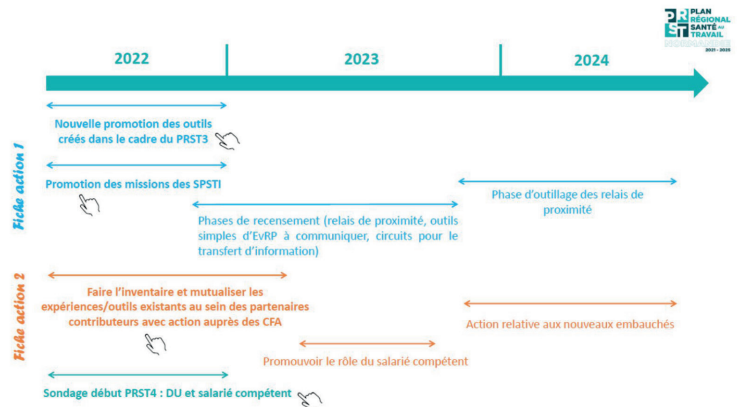 PLAN
RÉGIONAL
SANTÉ AU
TRAVAIL
2021 - 2025
PR
ST
2022
2023
2024
Fiche action 1
Nouvelle promotion des outils
créés dans le cadre du PRST3
Promotion des missions des SPSTI
Phase d'outillage des relais de
proximité
Phases de recensement (relais de proximité, outils
simples d'EvRP à communiquer, circuits pour le
transfert d'information)
Fiche action 2
Faire l'inventaire et mutualiser les
expériences/outils existants au sein des partenaires
contributeurs avec action auprès des CFA
Action relative aux nouveaux embauchés
Promouvoir le rôle du salarié compétent
Sondage début PRST4 : DU et salarié compétent